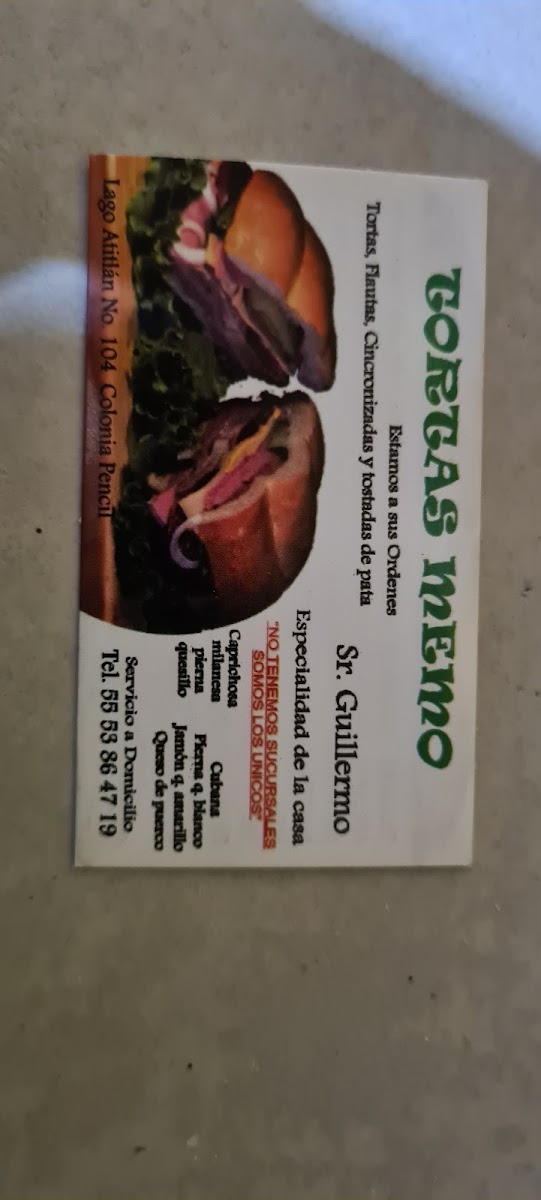 TORTAS MEMO
Estamos a sus Ordenes
Tortas, Flautas, Cincronizadas y tostadas de pata
Sr. Guillermo
Especialidad de la casa
"NO TENEMOS SUCURSALES
SOMOS LOS UNICOS"
Caprichosa
milanesa
pierna
quesillo
Cubana
Pierna q. blanco
Jamón q. amarillo
Queso de puerco
Servicio a Domicilio
Tel. 55 53 86 47 19
Lago Atitlán No. 104 Colonia Pencil